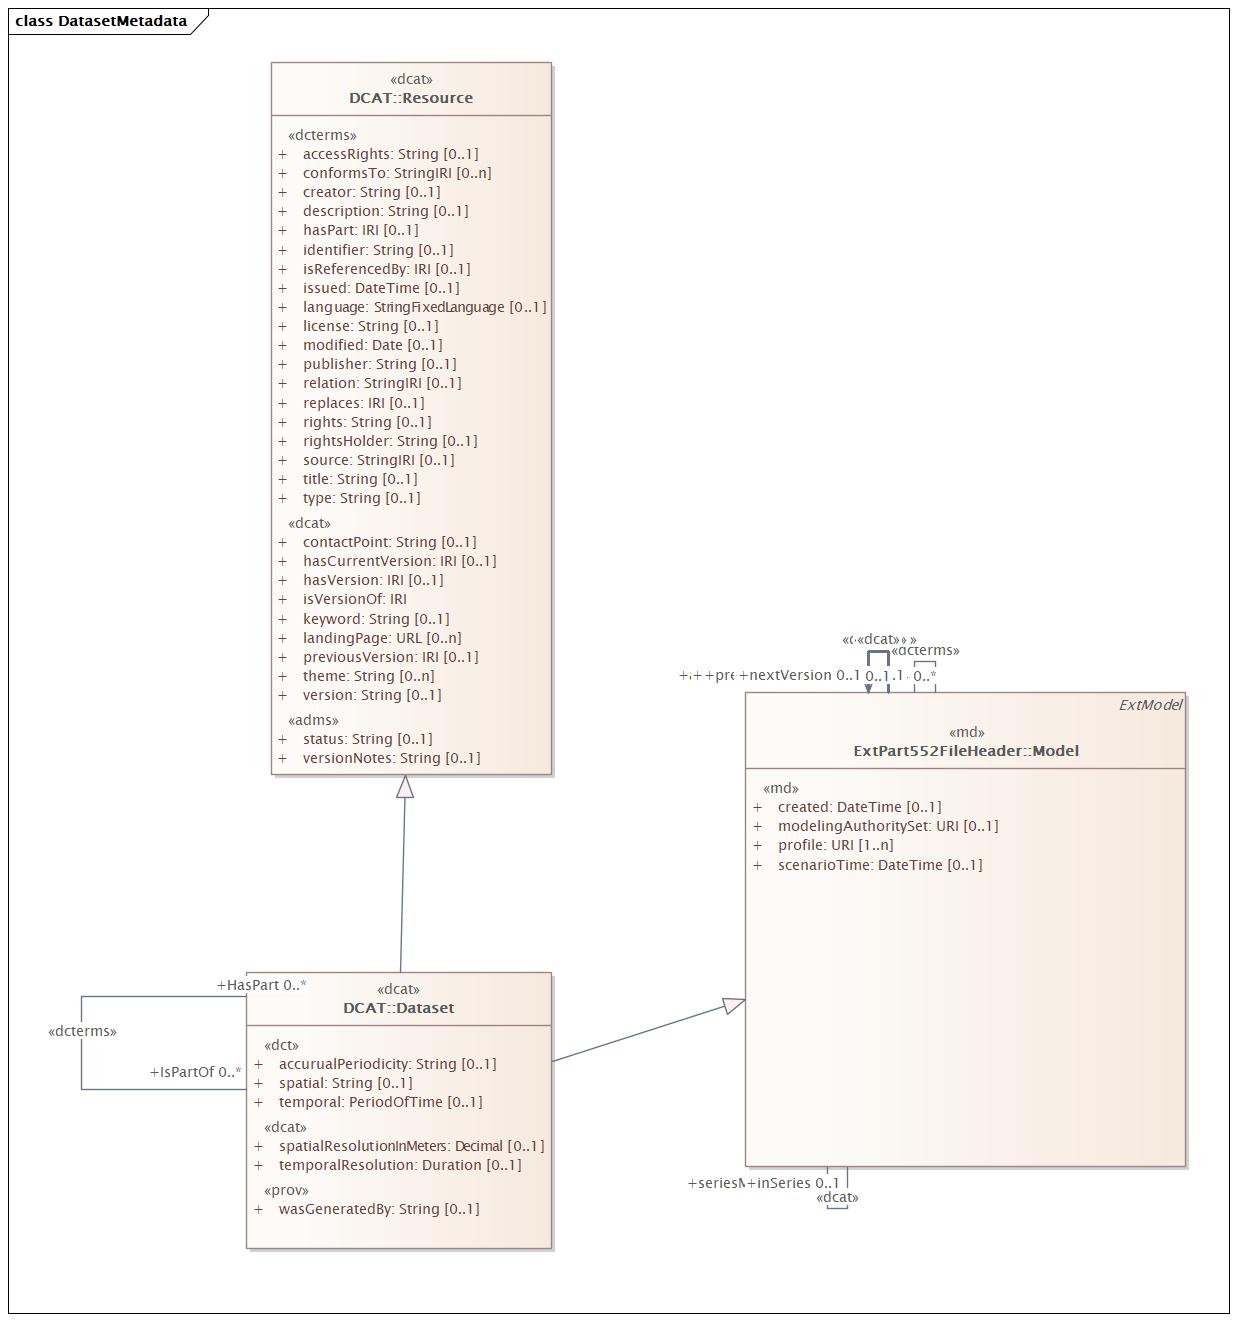 class DatasetMetadata
«dcat»
DCAT::Resource
«dcterms»
+ accessRights: String [0..1]
+ conformsTo: StringIRI [0..n]
+ creator: String [0..1]
+ description: String [0..1]
+ hasPart: IRI [0..1]
+ identifier: String [0..1]
+ isReferencedBy: IRI [0..1]
+ issued: DateTime [0..1]
+ language: StringFixedLanguage [0..1]
+ license: String [0..1]
+ modified: Date [0..1]
+ publisher: String [0..1]
+ relation: StringIRI [0..1]
+ replaces: IRI [0..1]
+ rights: String [0..1]
+ rightsHolder: String [0..1]
+ source: StringIRI [0..1]
+ title: String [0..1]
+ type: String [0..1]
«dcat»
+ contactPoint: String [0..1]
+ hasCurrentVersion: IRI [0..1]
+ hasVersion: IRI [0..1]
+ isVersionOf: IRI
+ keyword: String [0..1]
+ landingPage: URL [0..n]
+ previousVersion: IRI [0..1]
+ theme: String [0..n]
+ version: String [0..1]
«adms»
+ status: String [0..1]
+ versionNotes: String [0..1]
«dcat»
«dcterms»
+nextVersion 0..1
0..1
0..*
ExtModel
«md»
ExtPart552FileHeader::Model
«md»
+ created: DateTime [0..1]
+ modelingAuthoritySet: URI [0..1]
+ profile: URI [1..n]
+ scenarioTime: DateTime [0..1]
+inSeries 0..1
«dcat»
+HasPart 0..*
«dcterms»
+IsPartOf 0..*
«dcat»
DCAT::Dataset
«dct»
+ accurualPeriodicity: String [0..1]
+ spatial: String [0..1]
+ temporal: PeriodOfTime [0..1]
«dcat»
+ spatialResolutionInMeters: Decimal [0..1]
+ temporalResolution: Duration [0..1]
«prov»
+ wasGeneratedBy: String [0..1]